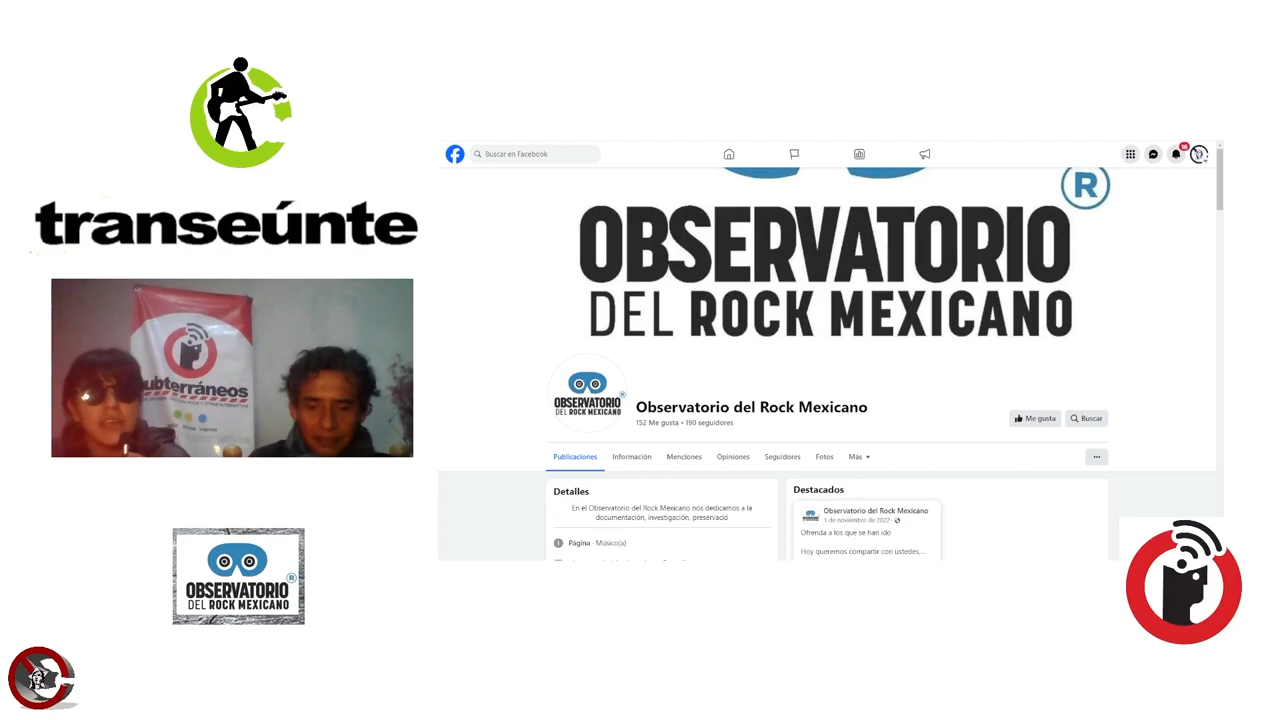 transeúnte
ubterráneos
OBSERVATORIO
DEL ROCK MEXICANO
Buscar en Facebook
16
R
OBSERVATORIO
DEL ROCK MEXICANO
OBSERVATORIO
DEL ROCK MEXICANO
Observatorio del Rock Mexicano
152 Me gusta • 190 seguidores
Me gusta
Buscar
Publicaciones
Información
Menciones
Opiniones
Seguidores
Fotos
Más
Detalles
En el Observatorio del Rock Mexicano nos dedicamos a la
documentación, investigación, preservació
Página · Músico(a)
Destacados
Observatorio del Rock Mexicano
1 de noviembre de 2022
Ofrenda a los que se han ido
Hoy queremos compartir con ustedes,...